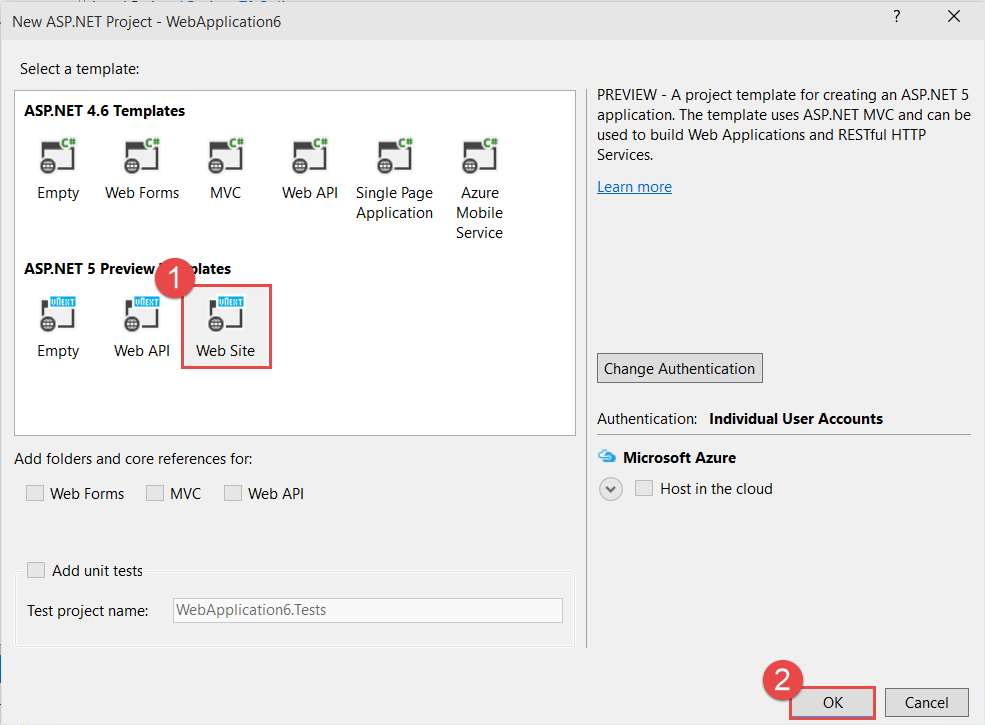 New ASP.NET Project - WebApplication6
?
Select a template:
ASP.NET 4.6 Templates
C# C# C# C# C# C#
Empty Web Forms MVC Web API Single Page Application Azure Mobile Service
ASP.NET 5 Preview
1
vNEXT vNEXT vNEXT
Empty Web API Web Site
PREVIEW - A project template for creating an ASP.NET 5
application. The template uses ASP.NET MVC and can be
used to build Web Applications and RESTful HTTP
Services.
Learn more
Change Authentication
Authentication: Individual User Accounts
Microsoft Azure
Host in the cloud
Add folders and core references for:
Web Forms MVC Web API
Add unit tests
Test project name: WebApplication6.Tests
2
OK Cancel